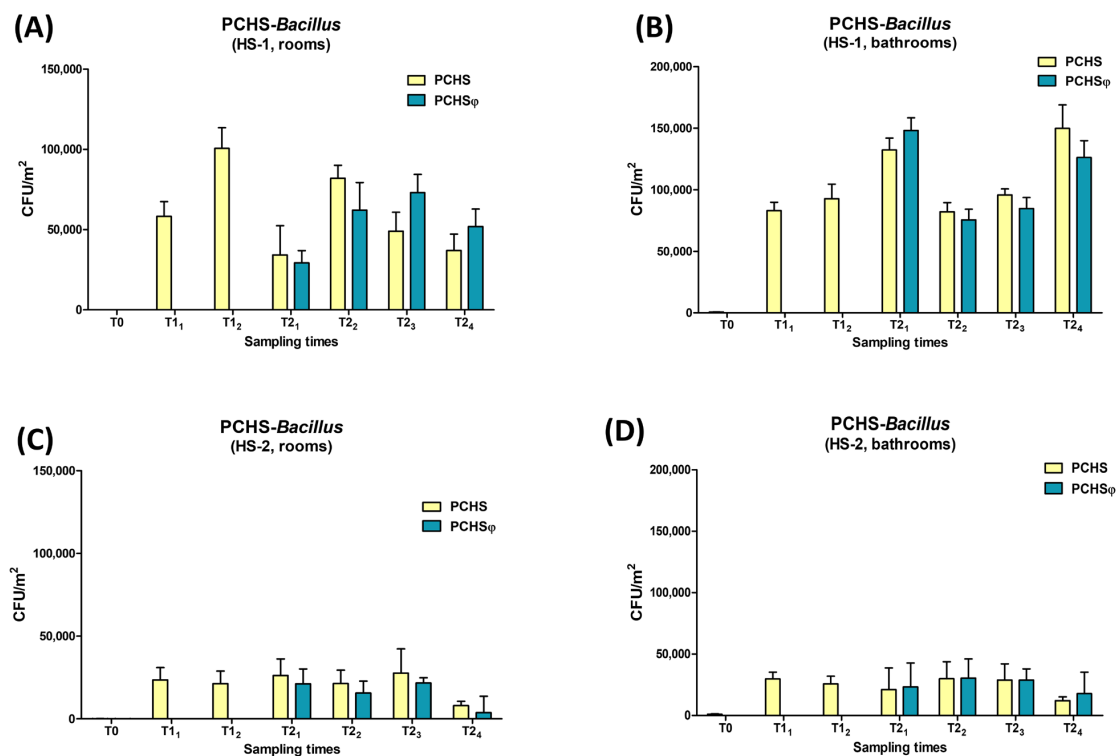 (A)
PCHS-Bacillus
(HS-1, rooms)
150,000
100,000
50,000
0
CFU/m²
PCHS
PCHSφ
T0 T1₁ T1₂ T2₁ T2₂ T2₃ T2₄
Sampling times
(B)
PCHS-Bacillus
(HS-1, bathrooms)
200,000
150,000
100,000
50,000
0
CFU/m²
PCHS
PCHSφ
T0 T1₁ T1₂ T2₁ T2₂ T2₃ T2₄
Sampling times
(C)
PCHS-Bacillus
(HS-2, rooms)
150,000
100,000
50,000
0
CFU/m²
PCHS
PCHSφ
T0 T1₁ T1₂ T2₁ T2₂ T2₃ T2₄
Sampling times
(D)
PCHS-Bacillus
(HS-2, bathrooms)
200,000
150,000
100,000
50,000
0
CFU/m²
PCHS
PCHSφ
T0 T1₁ T1₂ T2₁ T2₂ T2₃ T2₄
Sampling times